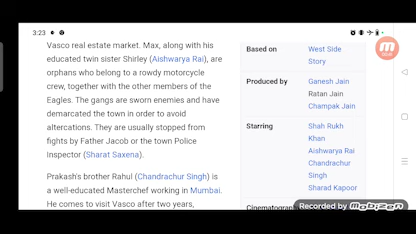 3:23
Vasco real estate market. Max, along with his
educated twin sister Shirley (Aishwarya Rai), are
orphans who belong to a rowdy motorcycle
crew, together with the other members of the
Eagles. The gangs are sworn enemies and have
demarcated the town in order to avoid
altercations. They are usually stopped from
fights by Father Jacob or the town Police
Inspector (Sharat Saxena).
Prakash's brother Rahul (Chandrachur Singh) is
a well-educated Masterchef working in Mumbai.
He comes to visit Vasco after two years,
Based on
West Side
Story
Produced by
Ganesh Jain
Ratan Jain
Champak Jain
Starring
Shah Rukh
Khan
Aishwarya Rai
Chandrachur
Singh
Sharad Kapoor
Cinematograp
Recorded by Mobizen